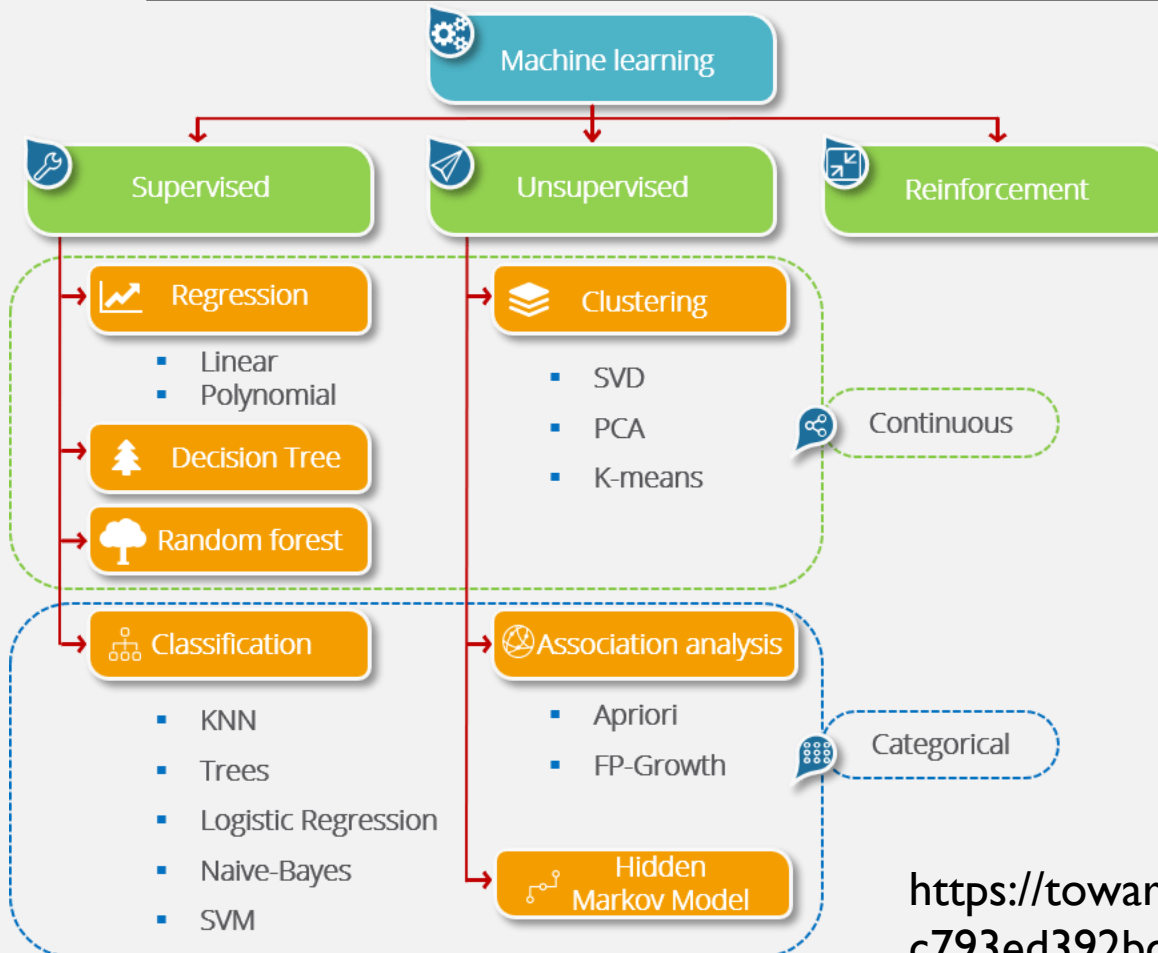 Machine learning
Supervised
Unsupervised
Reinforcement
Regression
Linear
Polynomial
Decision Tree
Random forest
Clustering
SVD
PCA
K-means
Continuous
Classification
KNN
Trees
Logistic Regression
Naive-Bayes
SVM
Association analysis
Apriori
FP-Growth
Hidden
Markov Model
Categorical
https://towar